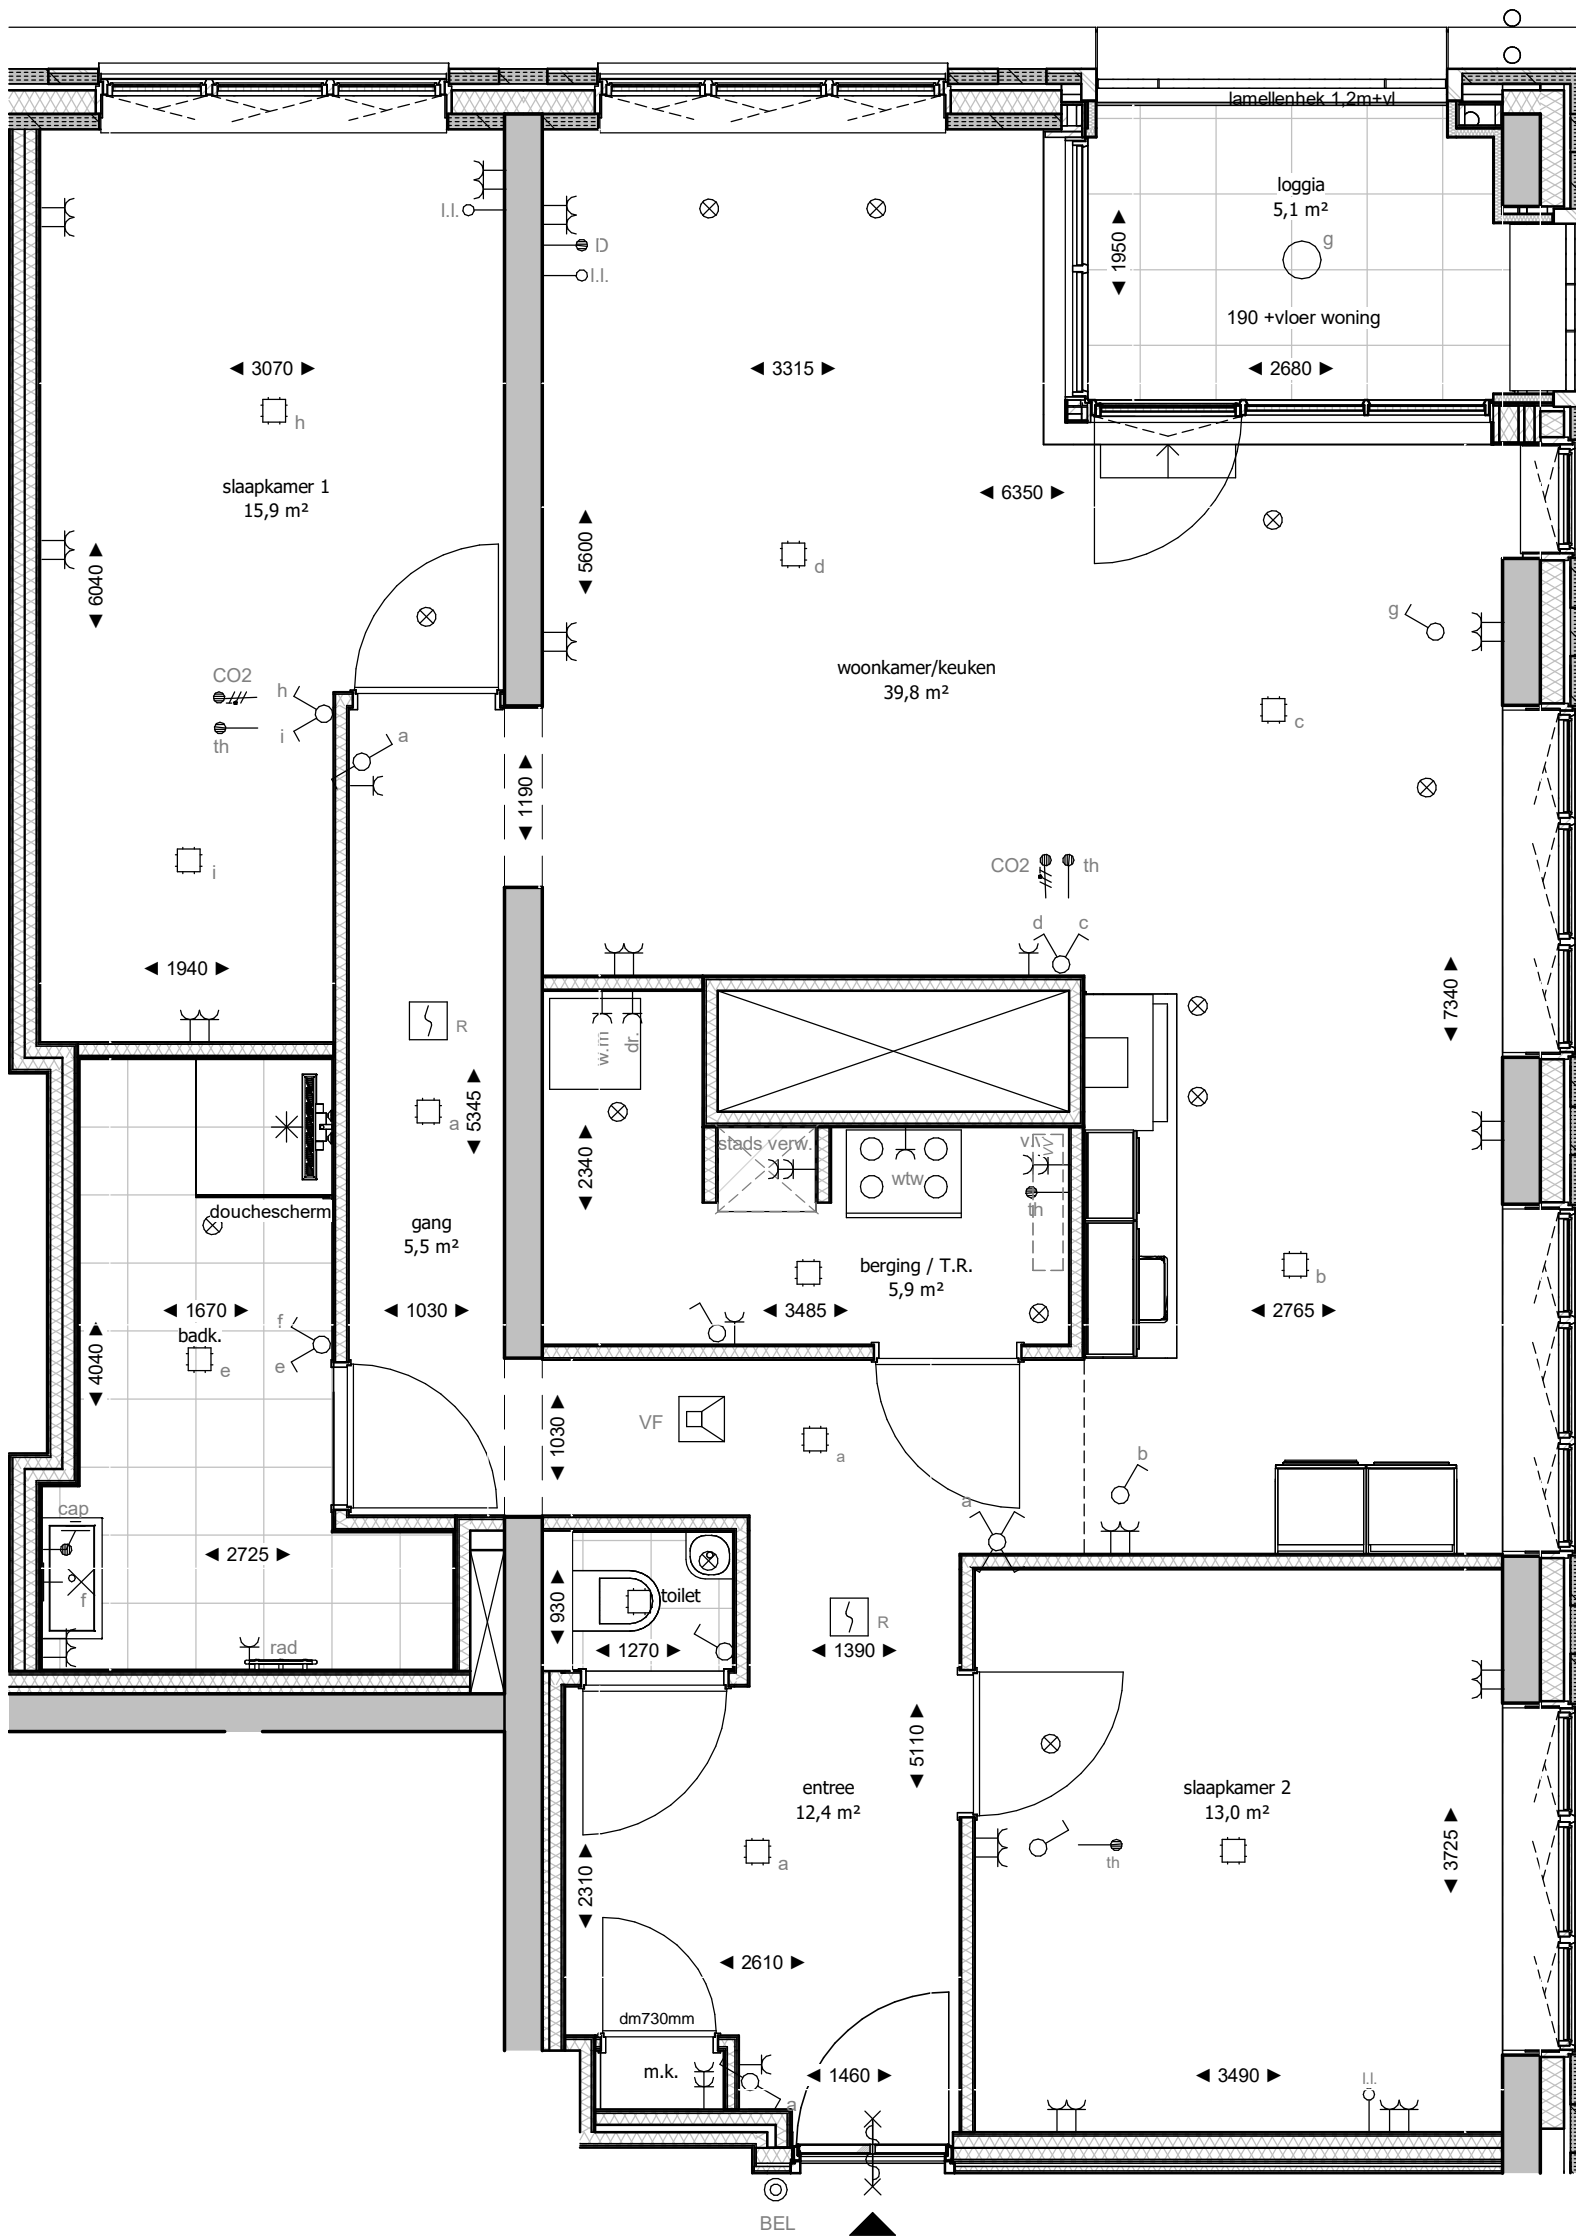 lamellenhek 1,2m+vl
loggia
5,1 m²
g
1950
190 +vloer woning
2680
l.l.
D
l.l.
3070
3315
h
slaapkamer 1
15,9 m²
6350
5600
d
6040
g
woonkamer/keuken
39,8 m²
CO2
h
th
i
a
c
1190
i
CO2
th
d
c
1940
7340
R
w.m
dr.
a
5345
2340
stads verw.
wtw
th
douchescherm
gang
5,5 m²
berging / T.R.
5,9 m²
b
1670
badk.
f
e
e
1030
3485
2765
4040
VF
1030
a
b
a
cap
f
2725
930
toilet
1270
R
1390
rad
5110
entree
12,4 m²
slaapkamer 2
13,0 m²
a
th
3725
2310
2610
dm730mm
m.k.
a
1460
3490
l.l.
BEL